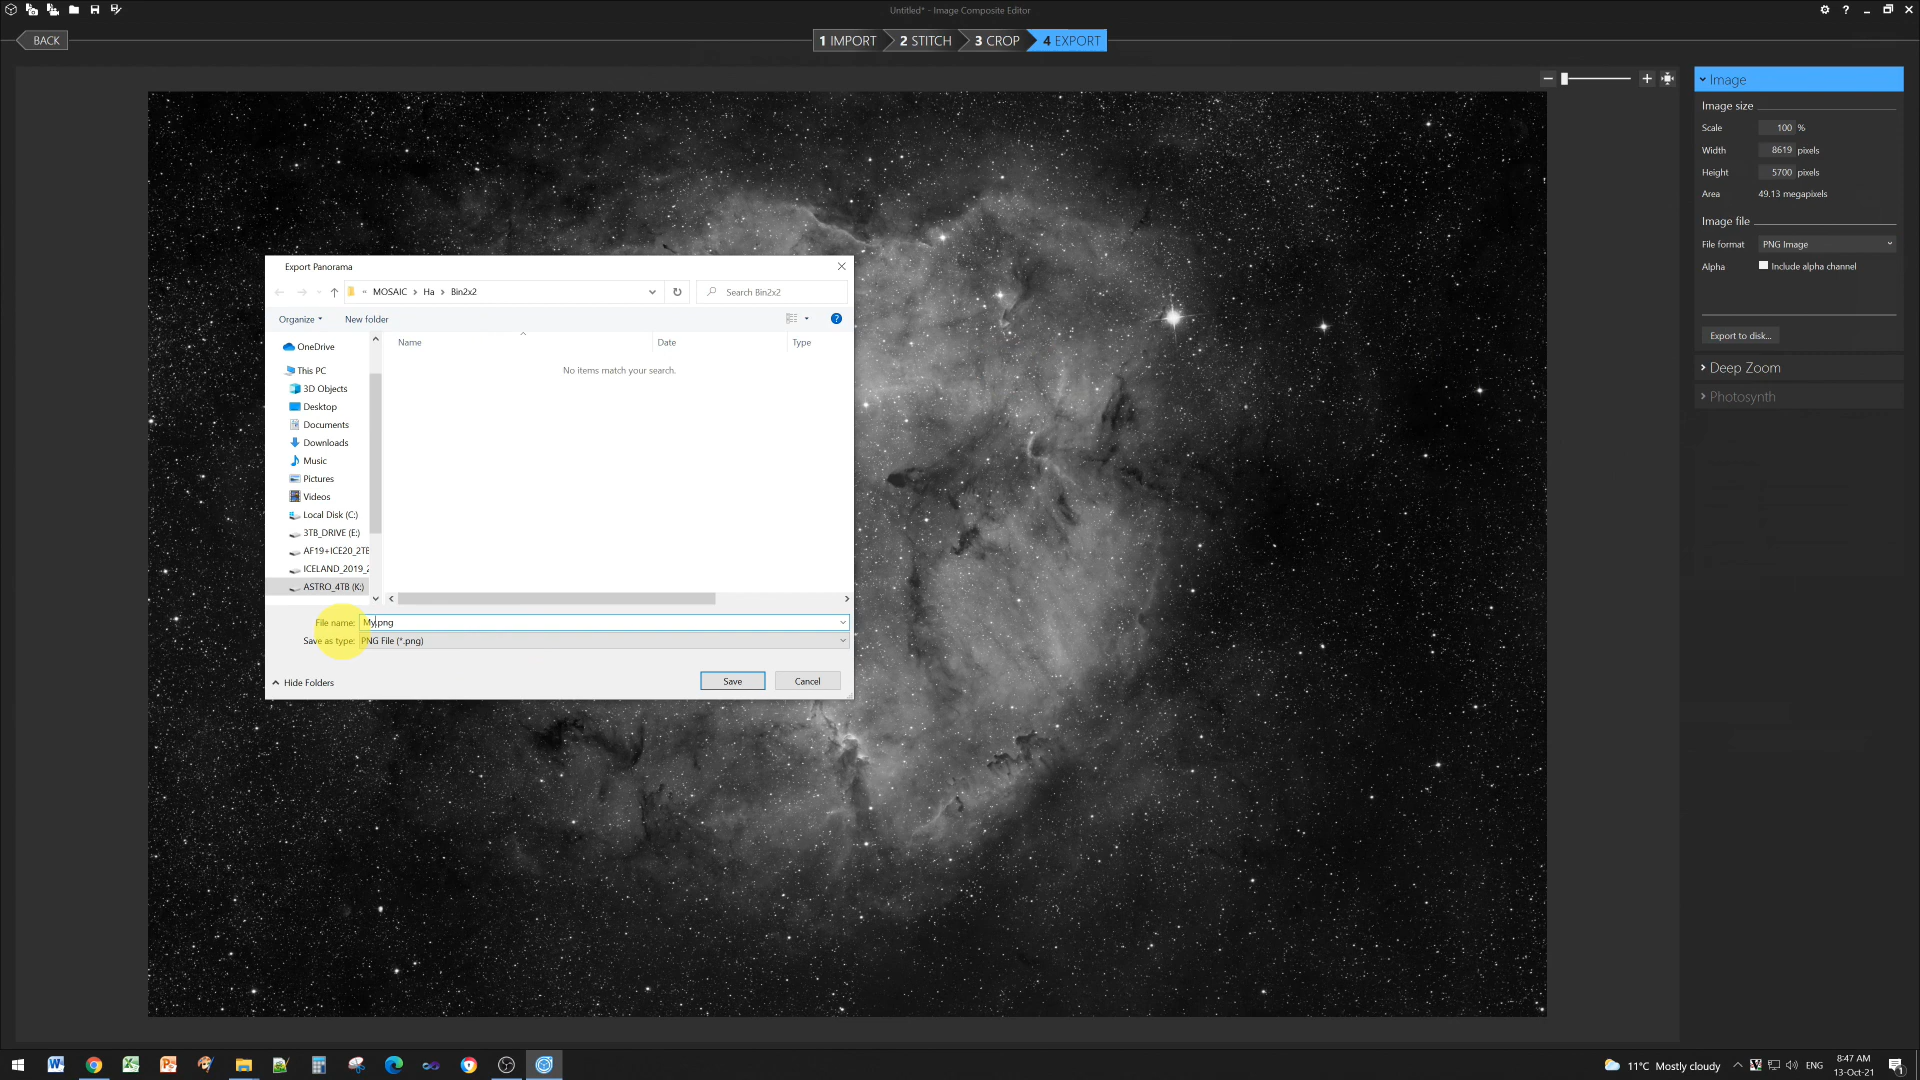 Untitled* - Image Composite Editor
BACK
1 IMPORT
2 STITCH
3 CROP
4 EXPORT
Image
Image size
Scale 100 %
Width 8619 pixels
Height 5700 pixels
Area 49.13 megapixels
Image file
File format PNG Image
Alpha Include alpha channel
Export to disk...
Deep Zoom
Photosynth
Export Panorama
« MOSAIC > Ha > Bin2x2
Search Bin2x2
Organize
New folder
Name Date Type
No items match your search.
OneDrive
This PC
3D Objects
Desktop
Documents
Downloads
Music
Pictures
Videos
Local Disk (C:)
3TB_DRIVE (E:)
AF19+ICE20_2TB
ICELAND_2019_2
ASTRO_4TB (K:)
File name: My.png
Save as type: PNG File (*.png)
Hide Folders
Save
Cancel
11°C Mostly cloudy
ENG
8:47 AM
13-Oct-21